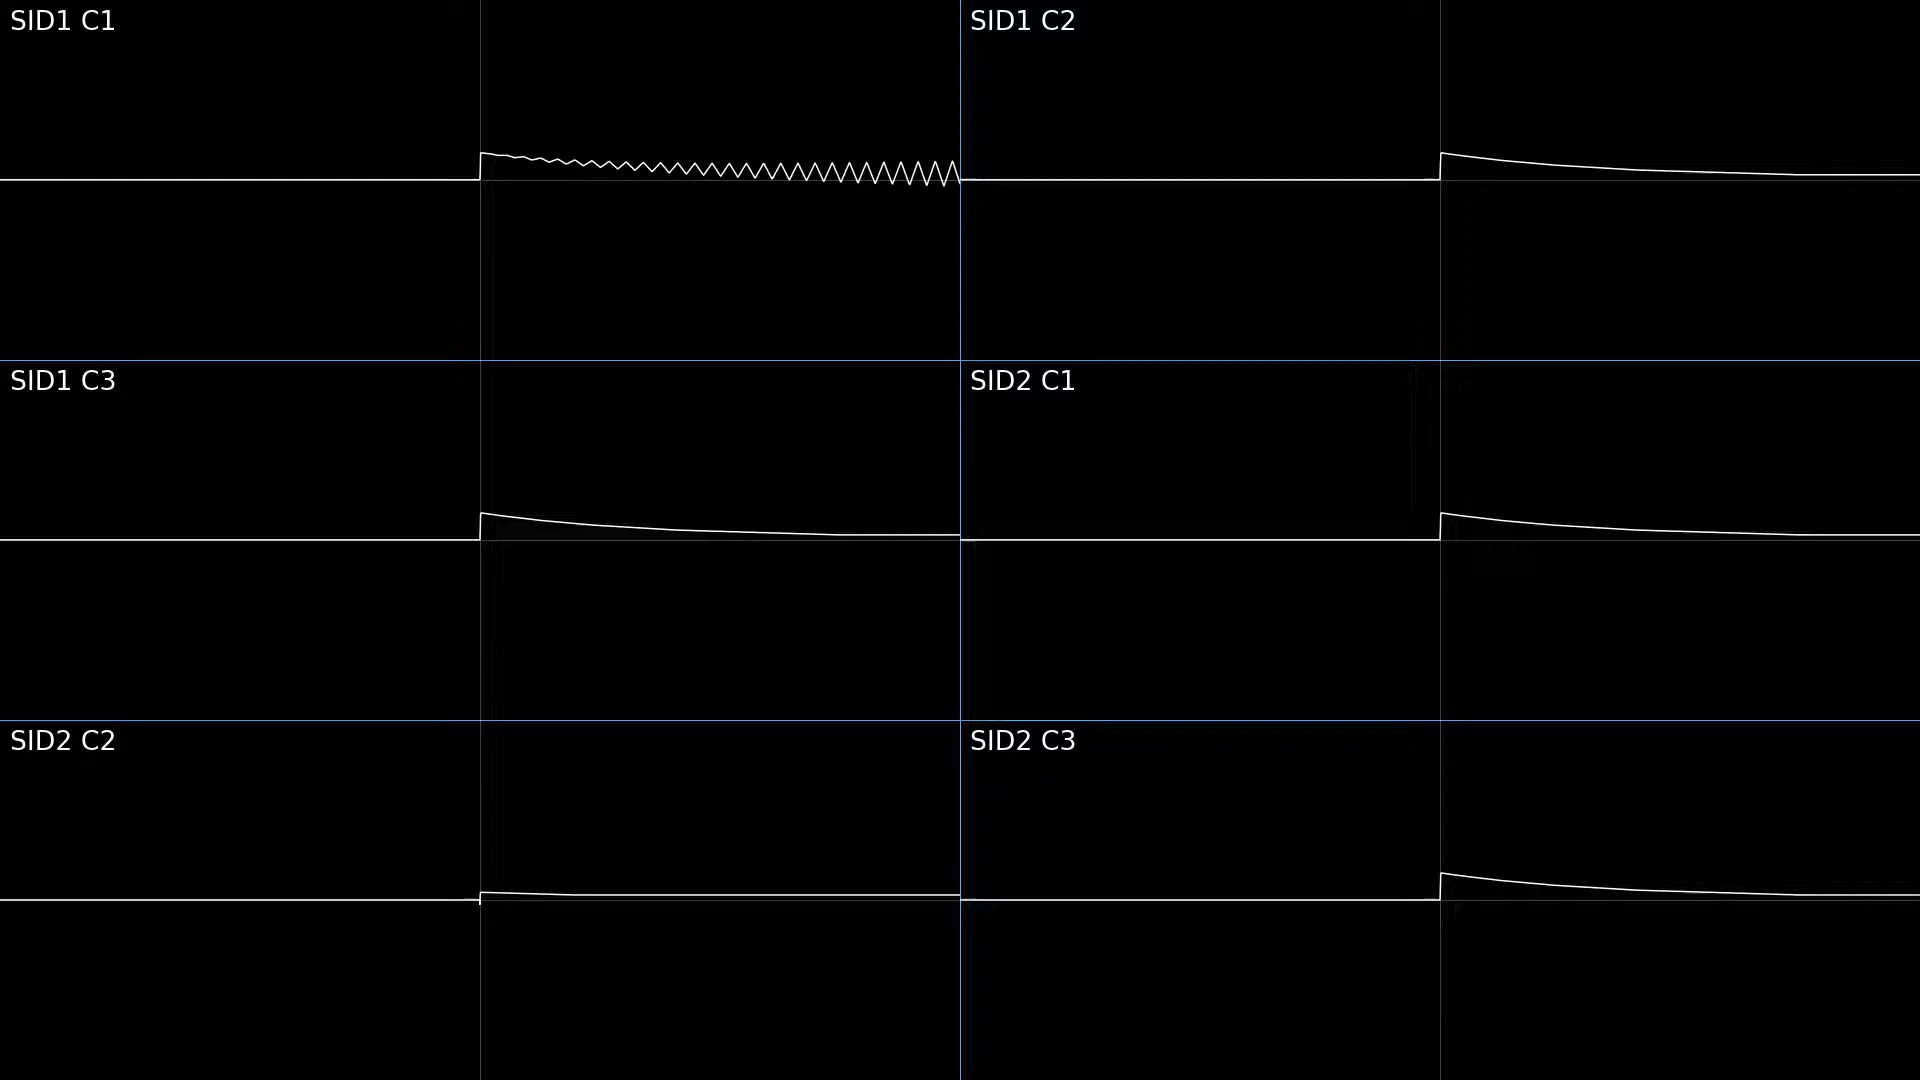 SID1 C1
SID1 C2
SID1 C3
SID2 C1
SID2 C2
SID2 C3